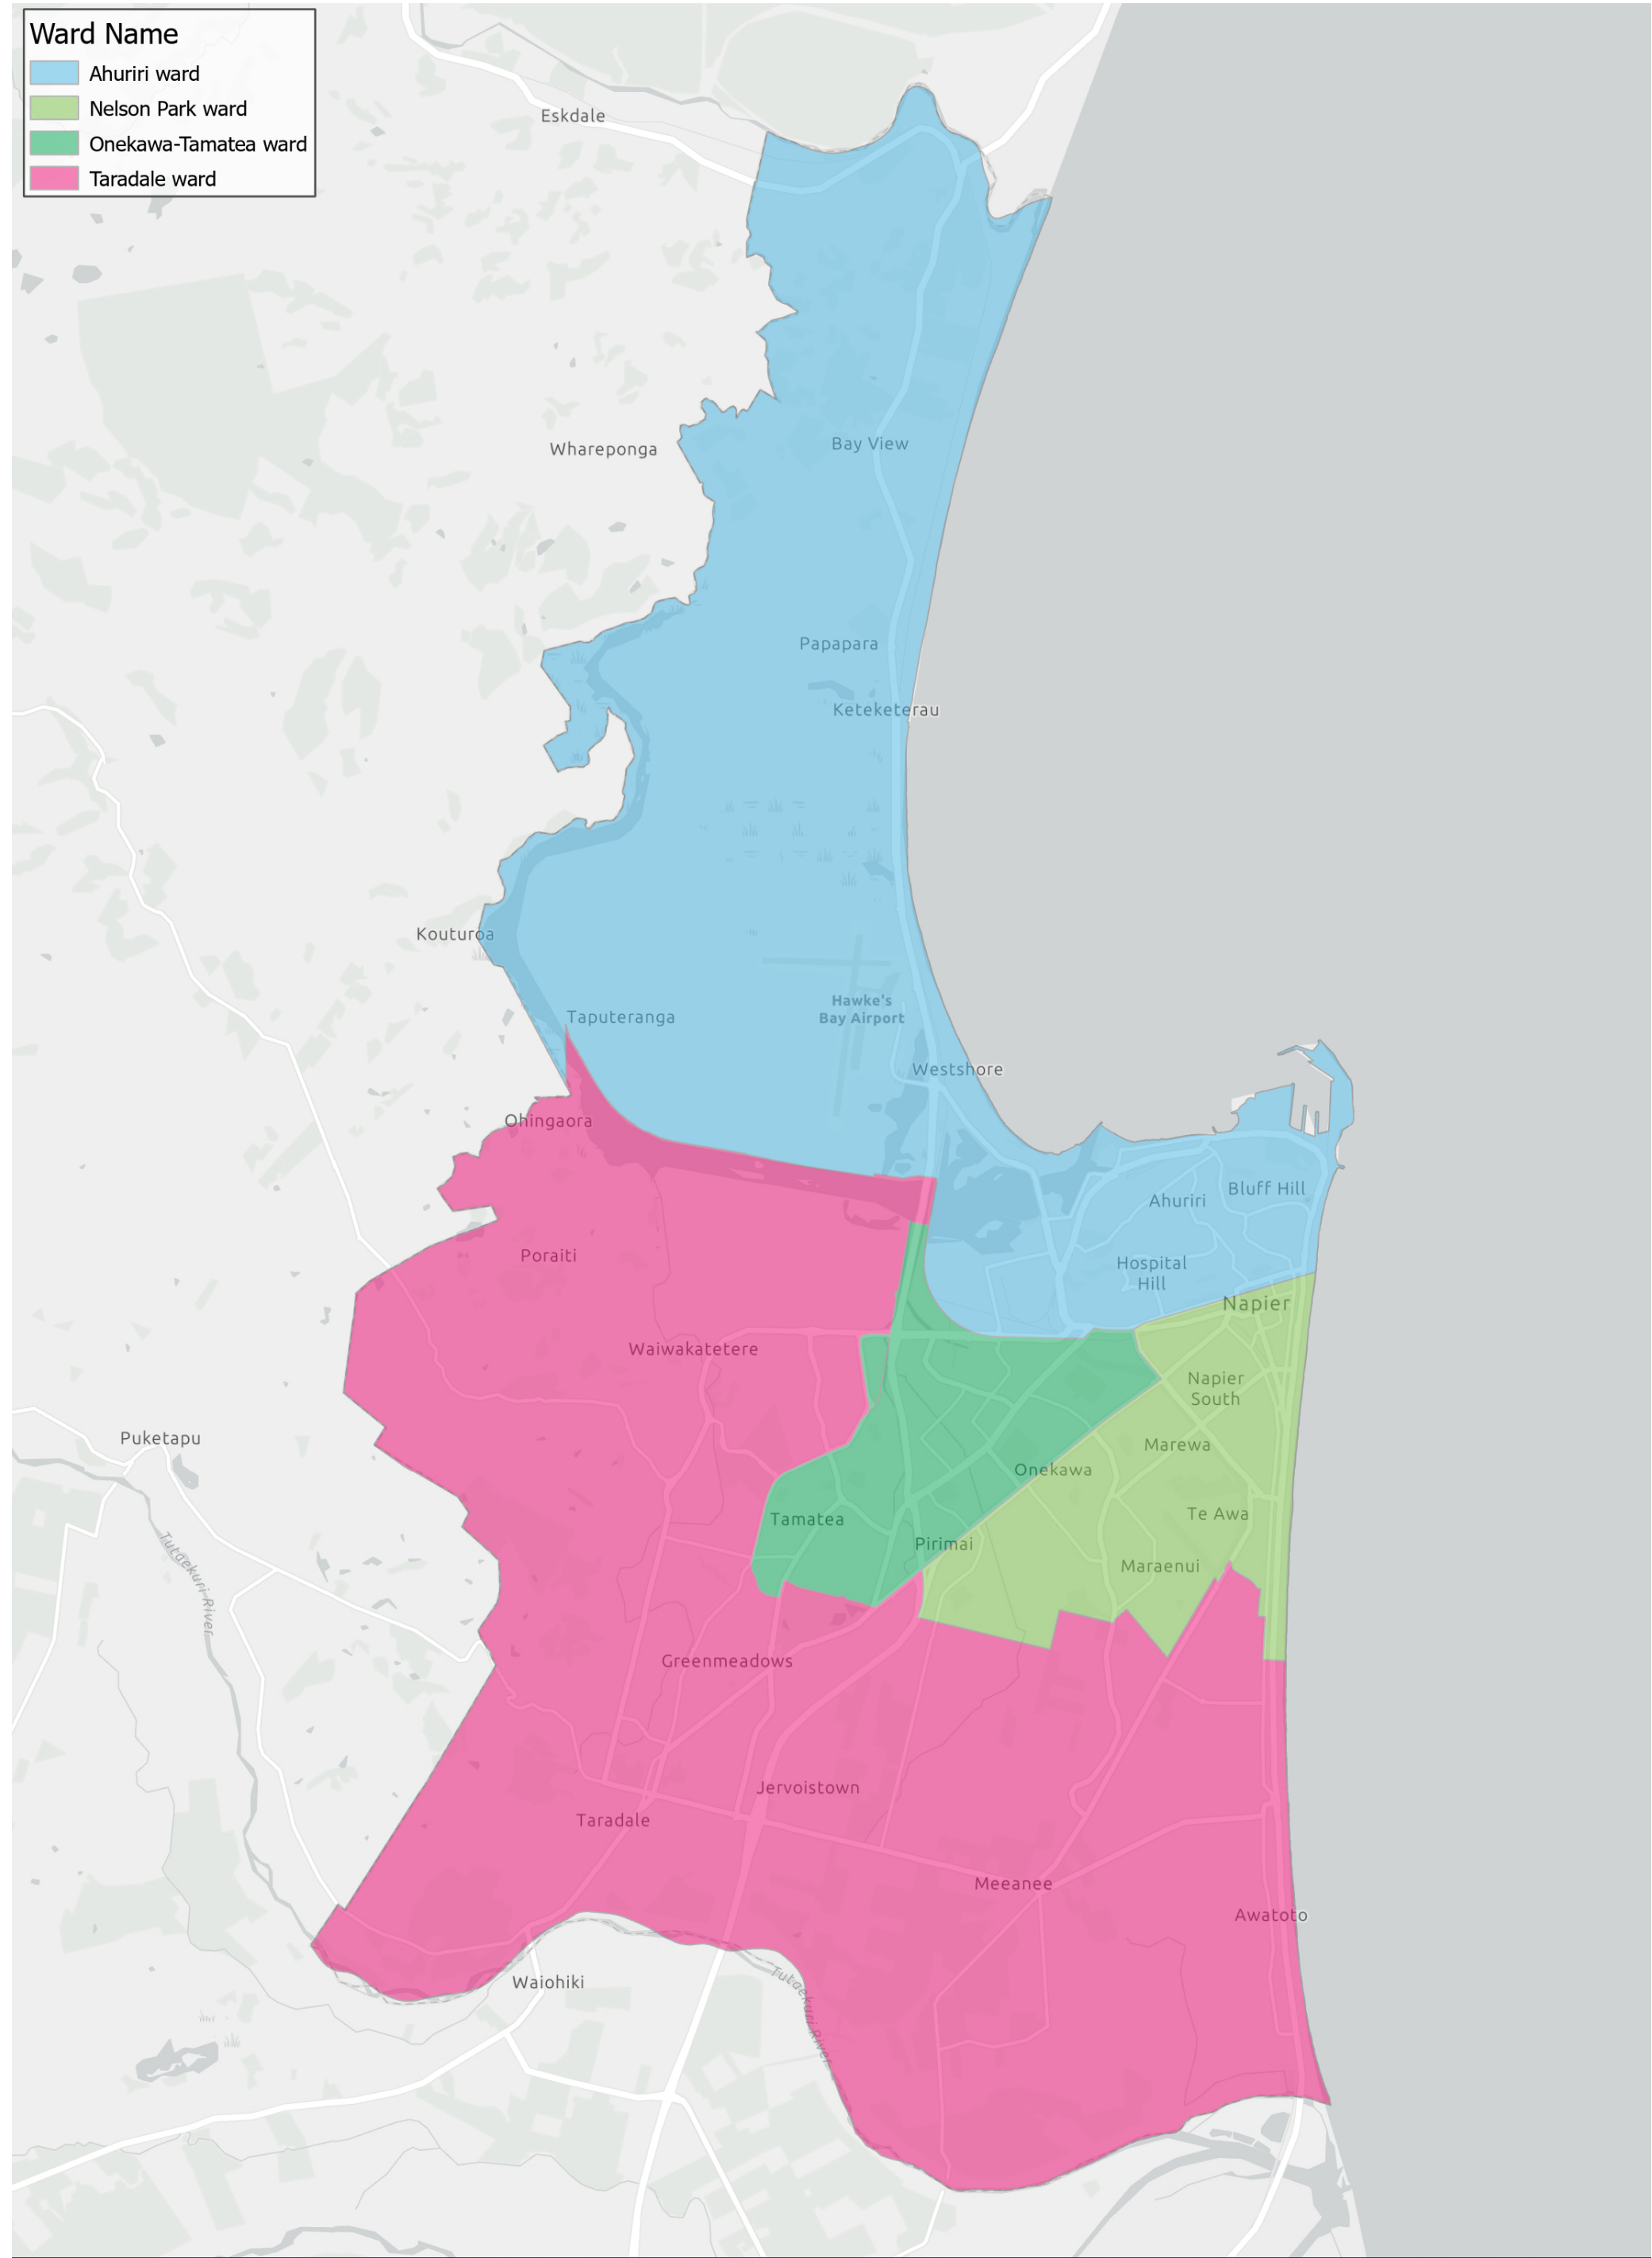 Ward Name
Ahuriri ward
Nelson Park ward
Onekawa-Tamatea ward
Taradale ward
Eskdale
Whareponga
Bay View
Papapara
Keteketerau
Kouturoa
Hawke's
Bay Airport
Taputeranga
Westshore
Ohingaora
Bluff Hill
Ahuriri
Poraiti
Hospital
Hill
Napier
Waiwakatetere
Napier
South
Puketapu
Marewa
Onekawa
Te Awa
Tamatea
Pirimai
Maraenui
Tutaekuri River
Greenmeadows
Jervoistown
Taradale
Meeanee
Awatoto
Waiohiki
Tutaekuri River